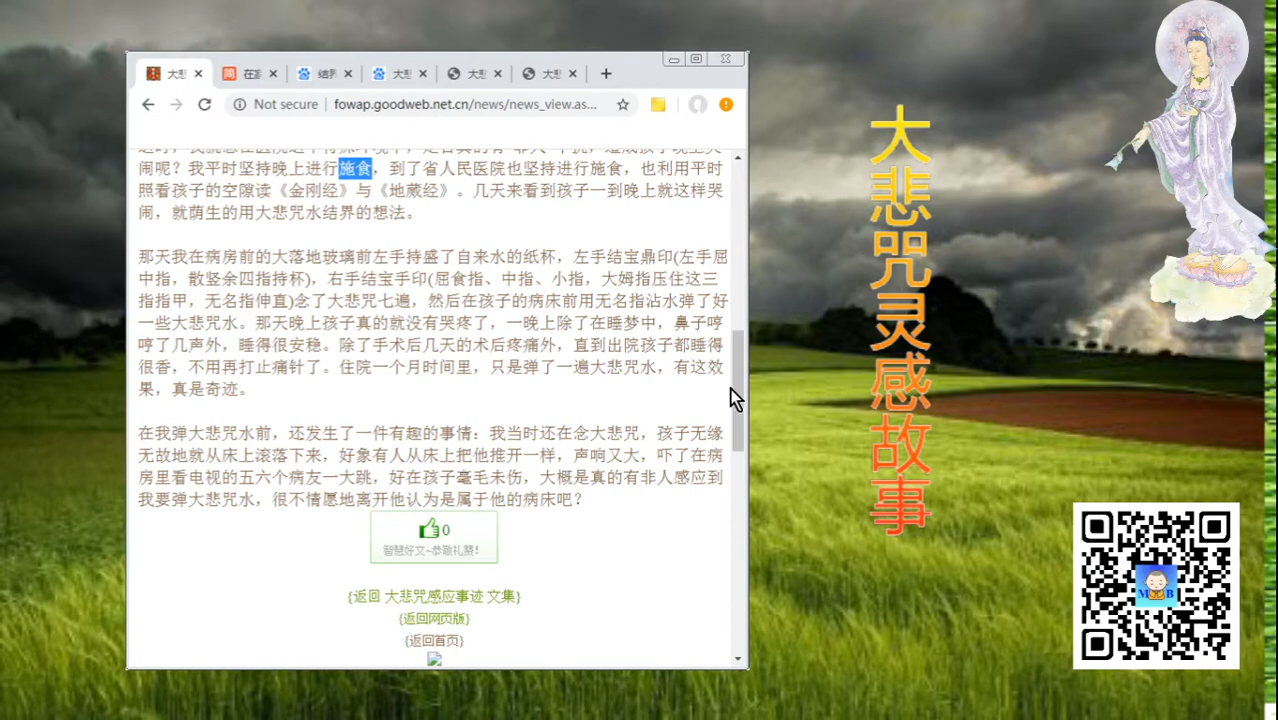 大悲
在家
结界
大悲
大悲
大悲
Not secure
fowap.goodweb.net.cn/news/news_view.as...
闹呢？我平时坚持晚上进行施食，到了省人民医院也坚持进行施食，也利用平时
照看孩子的空隙读《金刚经》与《地藏经》。几天来看到孩子一到晚上就这样哭
闹，就荫生的用大悲咒水结界的想法。
那天我在病房前的大落地玻璃前左手持盛了自来水的纸杯，左手结宝鼎印(左手屈
中指，散竖余四指持杯)，右手结宝手印(屈食指、中指、小指，大姆指压住这三
指指甲，无名指伸直)念了大悲咒七遍，然后在孩子的病床前用无名指沾水弹了好
一些大悲咒水。那天晚上孩子真的就没有哭疼了，一晚上除了在睡梦中，鼻子哼
哼了几声外，睡得很安稳。除了手术后几天的术后疼痛外，直到出院孩子都睡得
很香，不用再打止痛针了。住院一个月时间里，只是弹了一遍大悲咒水，有这效
果，真是奇迹。
在我弹大悲咒水前，还发生了一件有趣的事情：我当时还在念大悲咒，孩子无缘
无故地就从床上滚落下来，好象有人从床上把他推开一样，声响又大，吓了在病
房里看电视的五六个病友一大跳，好在孩子毫毛未伤，大概是真的有非人感应到
我要弹大悲咒水，很不情愿地离开他认为是属于他的病床吧？
0
智慧好文~恭敬礼赞!
{返回 大悲咒感应事迹 文集}
{返回网页版}
{返回首页}
大悲咒灵感故事
M B